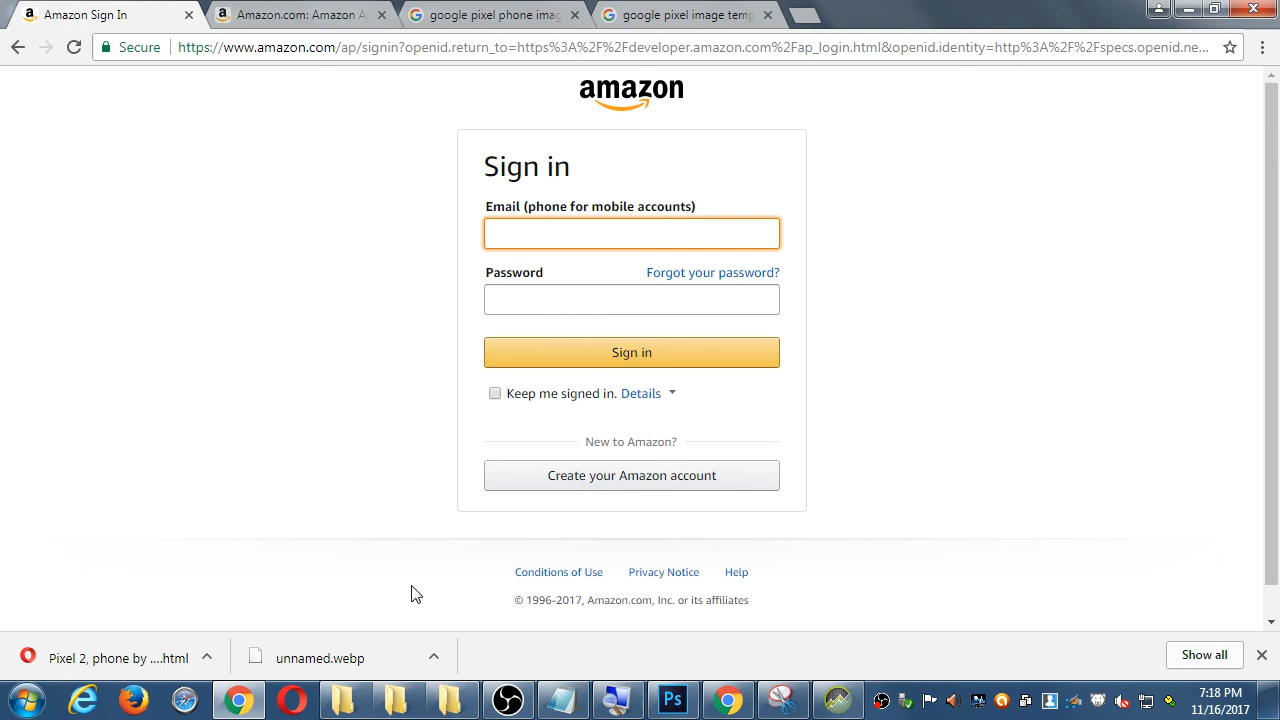 Amazon Sign In
Amazon.com: Amazon Ap
google pixel phone ima
google pixel image temp
Secure
https://www.amazon.com/ap/signin?openid.return_to=https%3A%2F%2Fdeveloper.amazon.com%2Fap_login.html&openid.identity=http%3A%2F%2Fspecs.openid.ne...
amazon
Sign in
Email (phone for mobile accounts)
Password
Forgot your password?
Sign in
Keep me signed in. Details
New to Amazon?
Create your Amazon account
Conditions of Use
Privacy Notice
Help
© 1996-2017, Amazon.com, Inc. or its affiliates
Pixel 2, phone by ....html
unnamed.webp
Show all
Ps
7:18 PM
11/16/2017